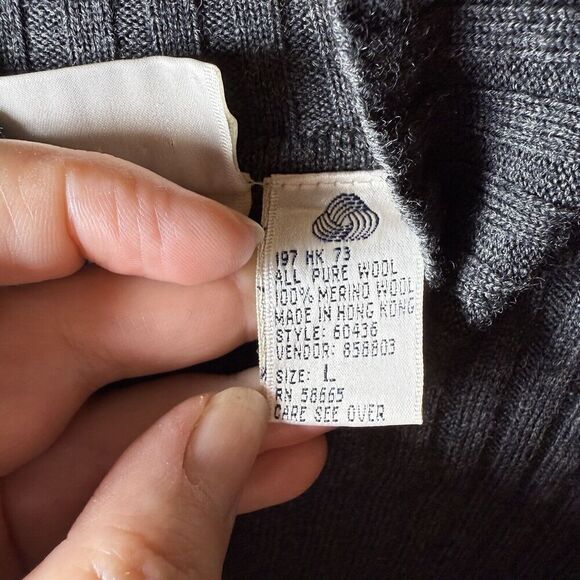 197 HK 73
ALL PURE WOOL
100% MERINO WOOL
MADE IN HONG KONG
STYLE: 60436
VENDOR: 858803
SIZE: L
RN 58665
CARE SEE OVER